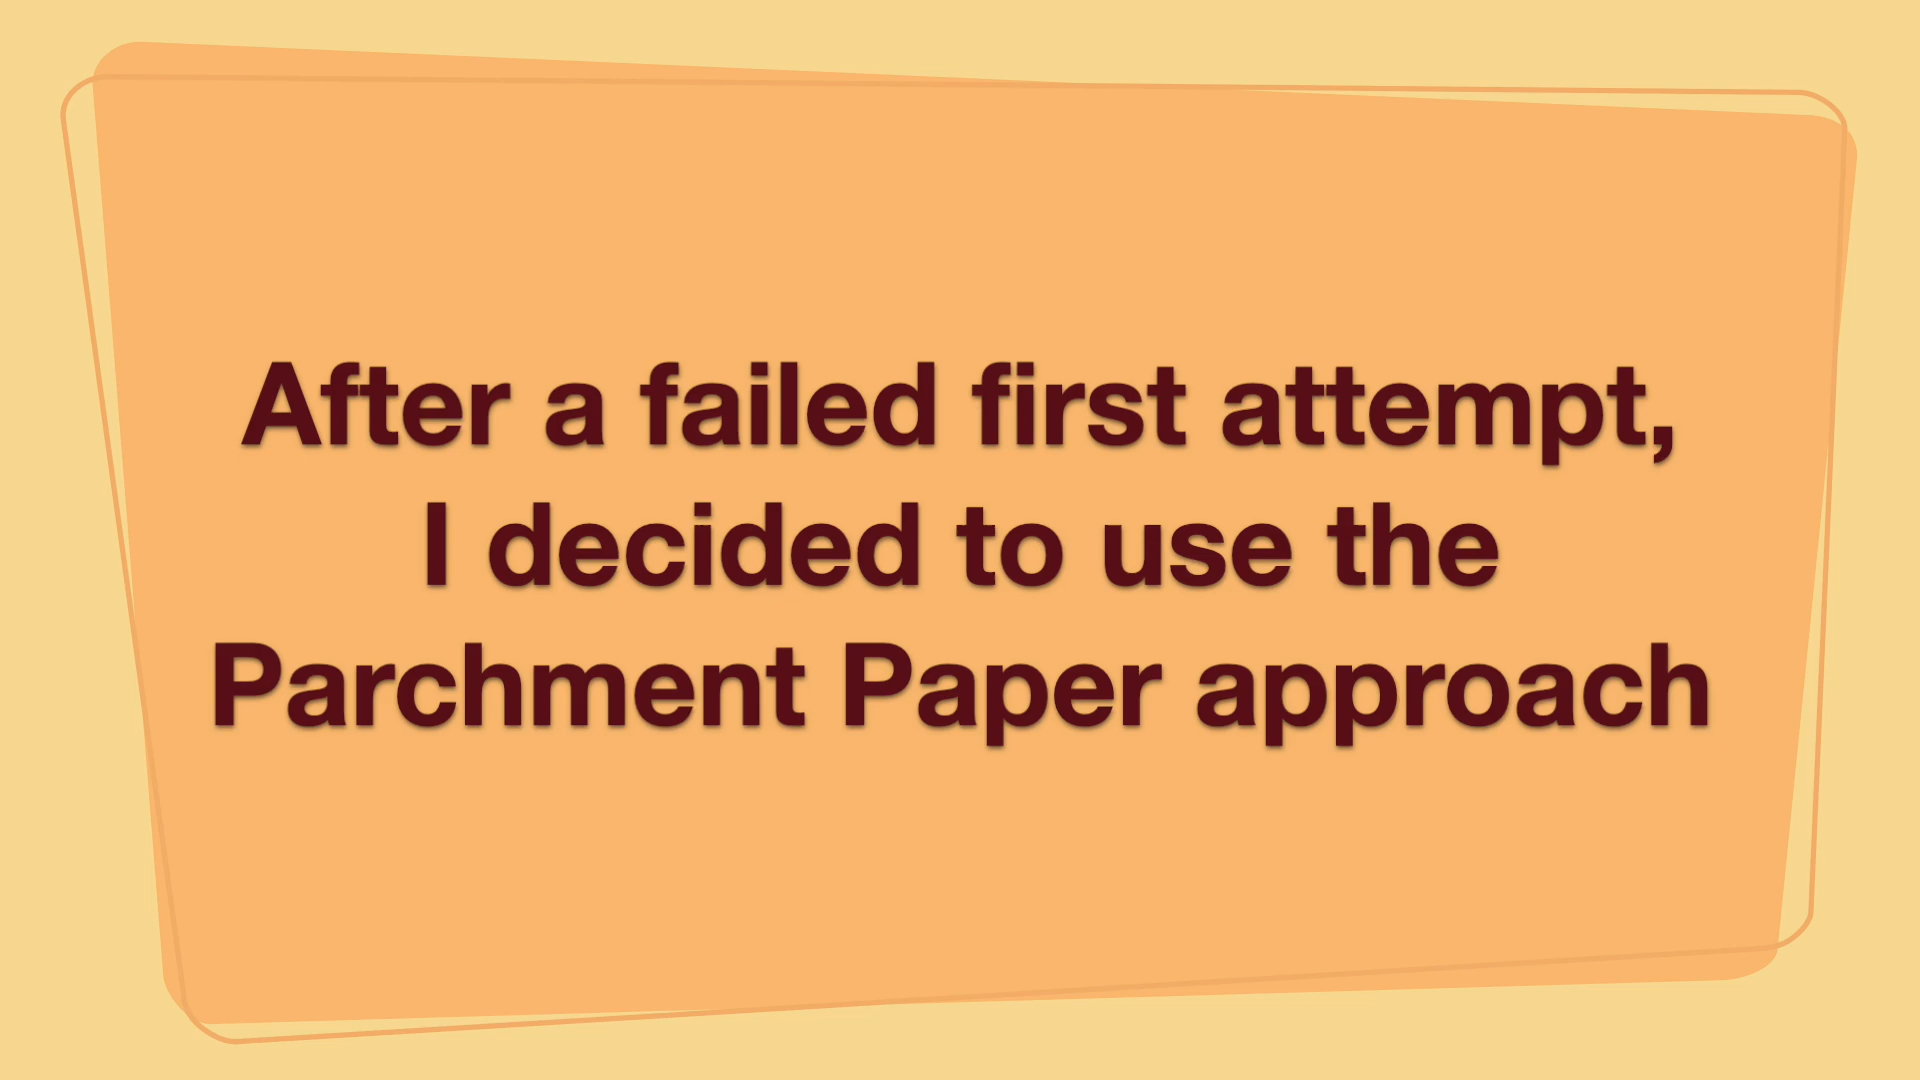 After a failed first attempt,
I decided to use the
Parchment Paper approach